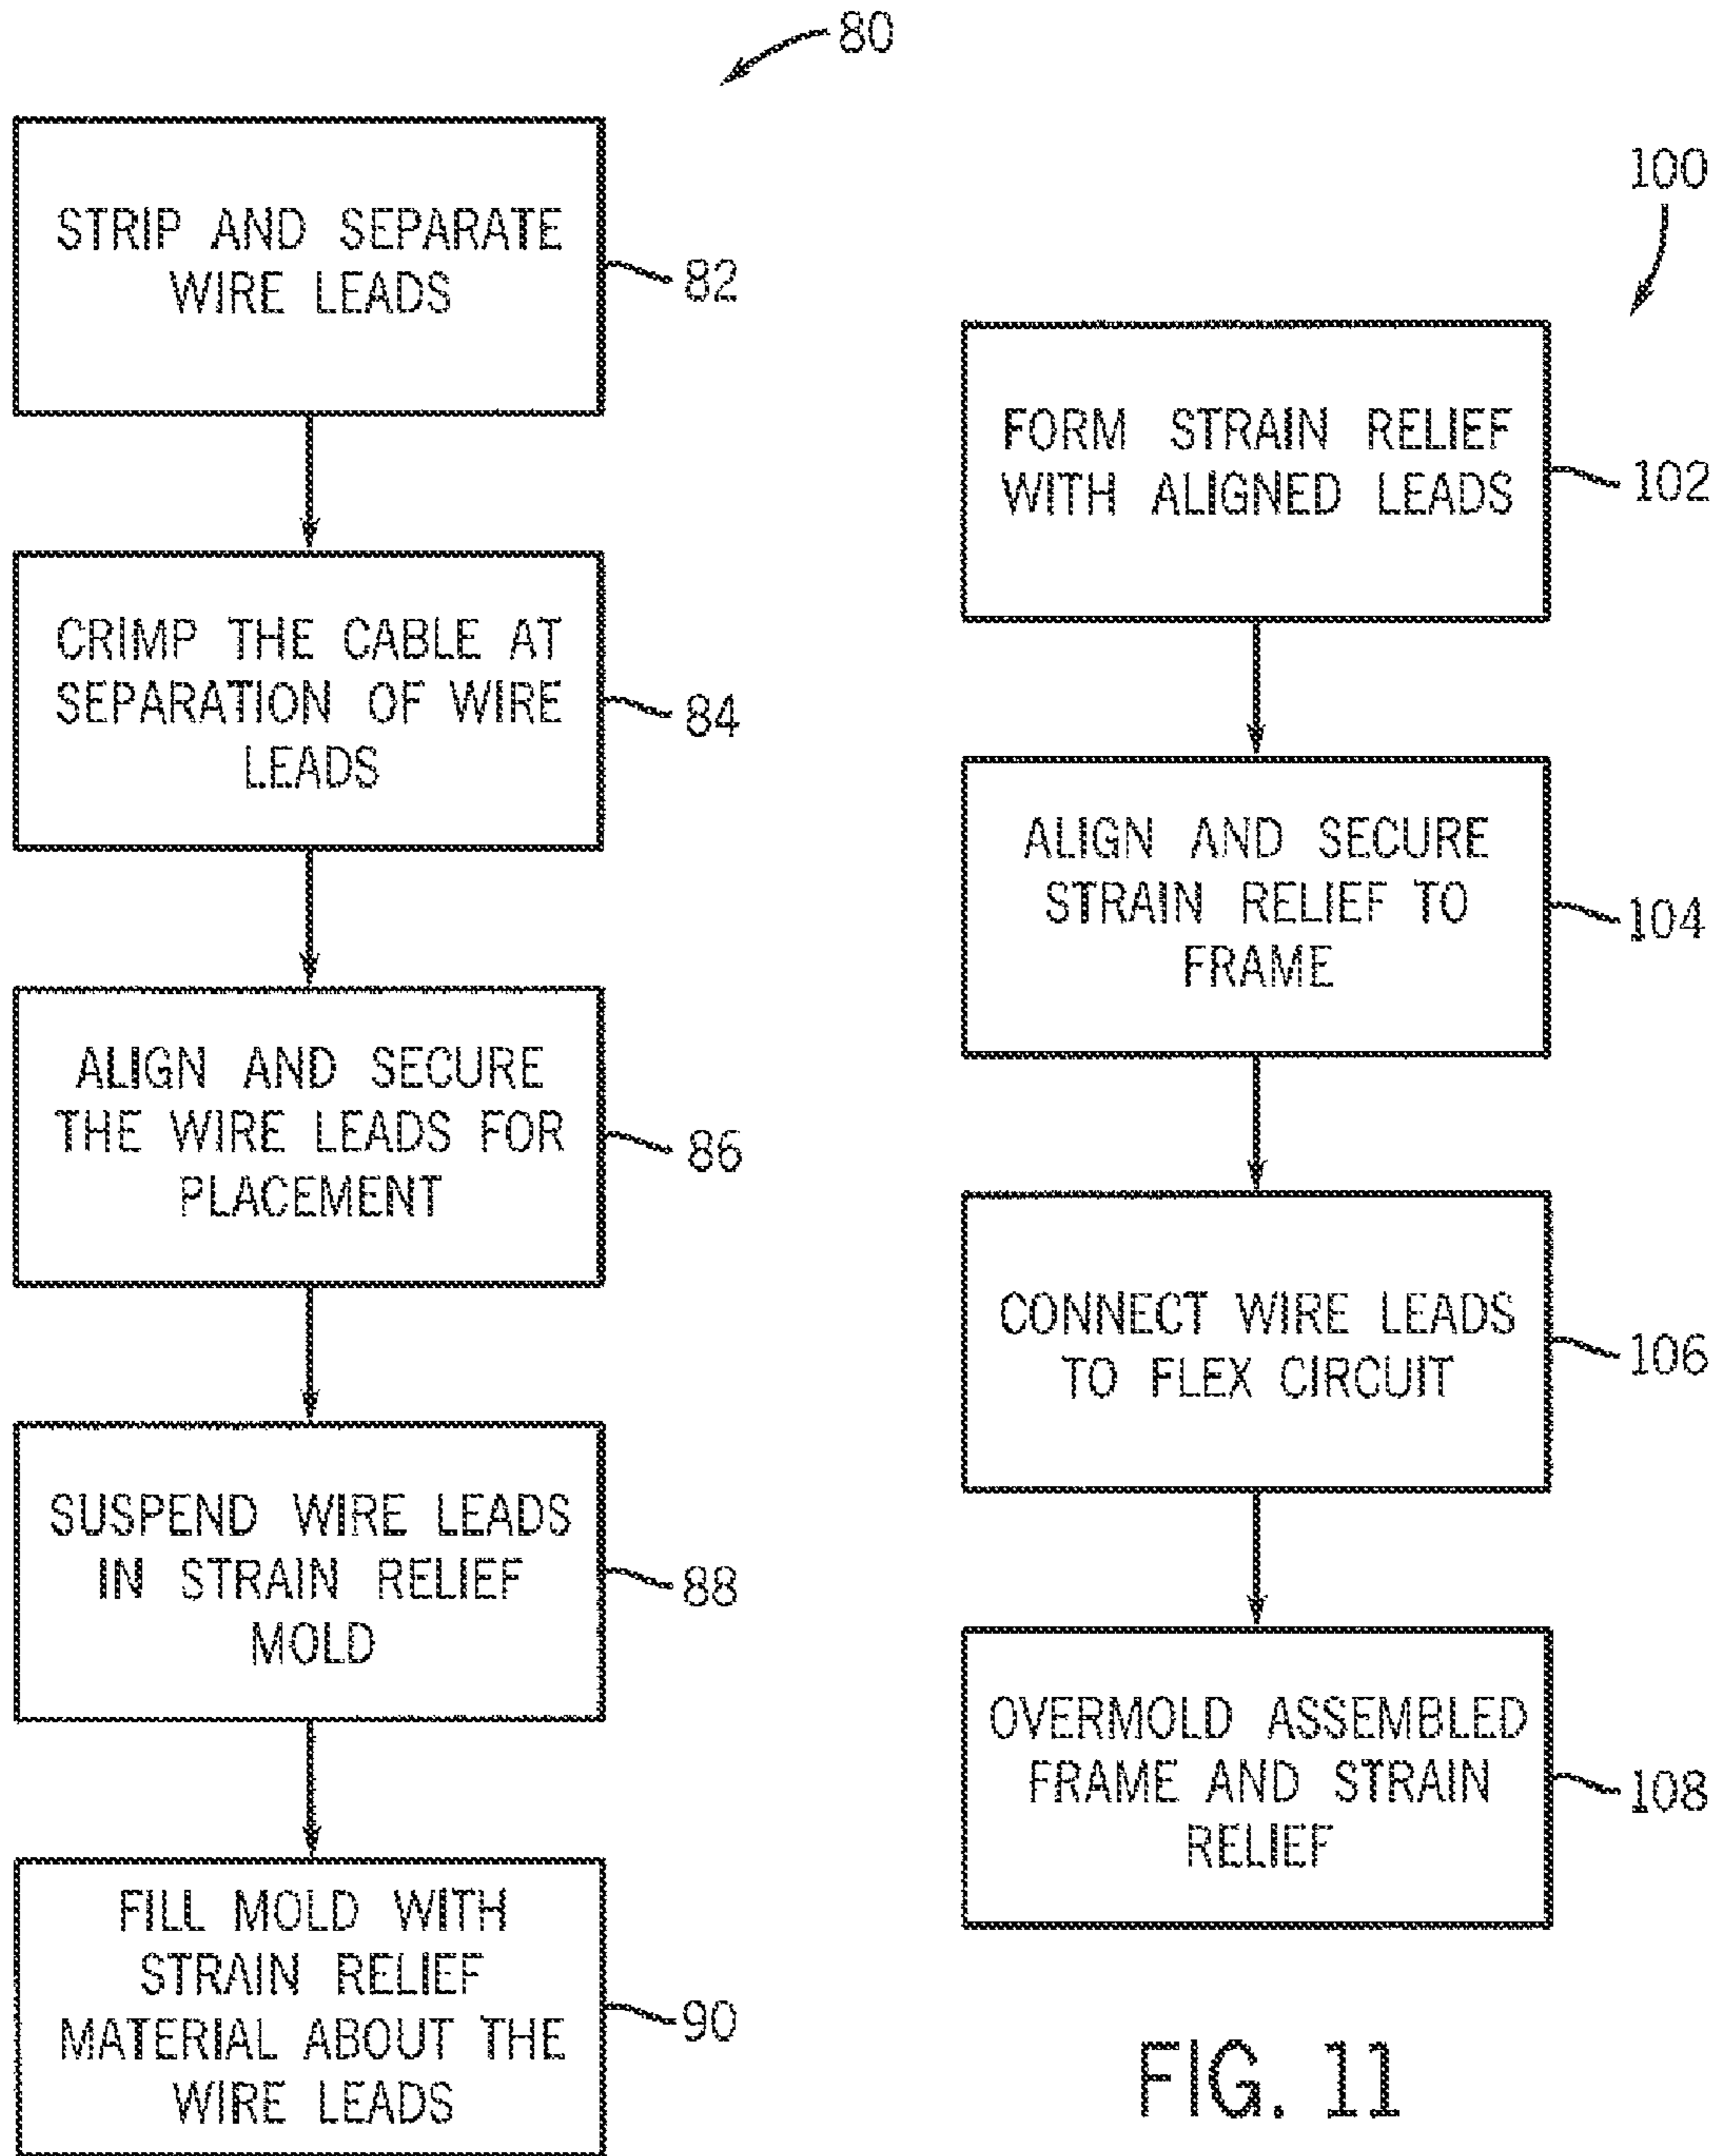 80
STRIP AND SEPARATE
WIRE LEADS
82
CRIMP THE CABLE AT
SEPARATION OF WIRE
LEADS
84
ALIGN AND SECURE
THE WIRE LEADS FOR
PLACEMENT
86
SUSPEND WIRE LEADS
IN STRAIN RELIEF
MOLD
88
FILL MOLD WITH
STRAIN RELIEF
MATERIAL ABOUT THE
WIRE LEADS
90
100
FORM STRAIN RELIEF
WITH ALIGNED LEADS
102
ALIGN AND SECURE
STRAIN RELIEF TO
FRAME
104
CONNECT WIRE LEADS
TO FLEX CIRCUIT
106
OVERMOLD ASSEMBLED
FRAME AND STRAIN
RELIEF
108
FIG. 11